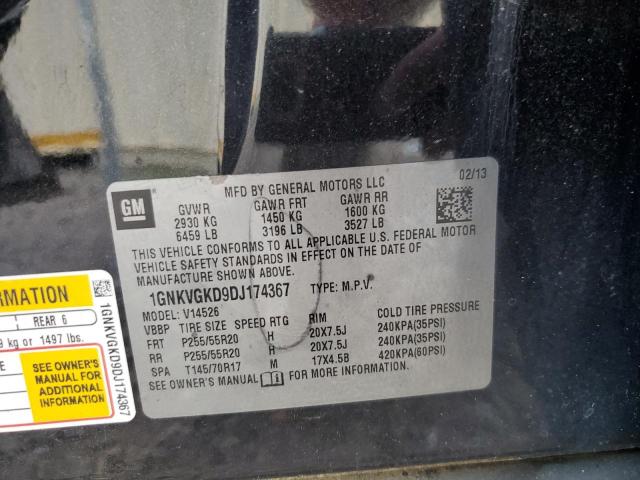 GM
MFD BY GENERAL MOTORS LLC
02/13
GVWR GAWR FRT GAWR RR
2930 KG 1450 KG 1600 KG
6459 LB 3196 LB 3527 LB
THIS VEHICLE CONFORMS TO ALL APPLICABLE U.S. FEDERAL MOTOR
VEHICLE SAFETY STANDARDS IN EFFECT ON THE DATE OF
MANUFACTURE SHOWN ABOVE.
1GNKVGKD9DJ174367 TYPE: M.P.V.
MODEL: V14526
VBBP TIRE SIZE SPEED RTG RIM COLD TIRE PRESSURE
FRT P255/55R20 H 20X7.5J 240KPA(35PSI)
RR P255/55R20 H 20X7.5J 240KPA(35PSI)
SPA T145/70R17 M 17X4.5B 420KPA(60PSI)
SEE OWNER'S MANUAL FOR MORE INFORMATION.
RMATION
REAR 6
kg or 1497 lbs.
E
SEE OWNER'S
MANUAL FOR
ADDITIONAL
INFORMATION
1GNKVGKD9DJ174367